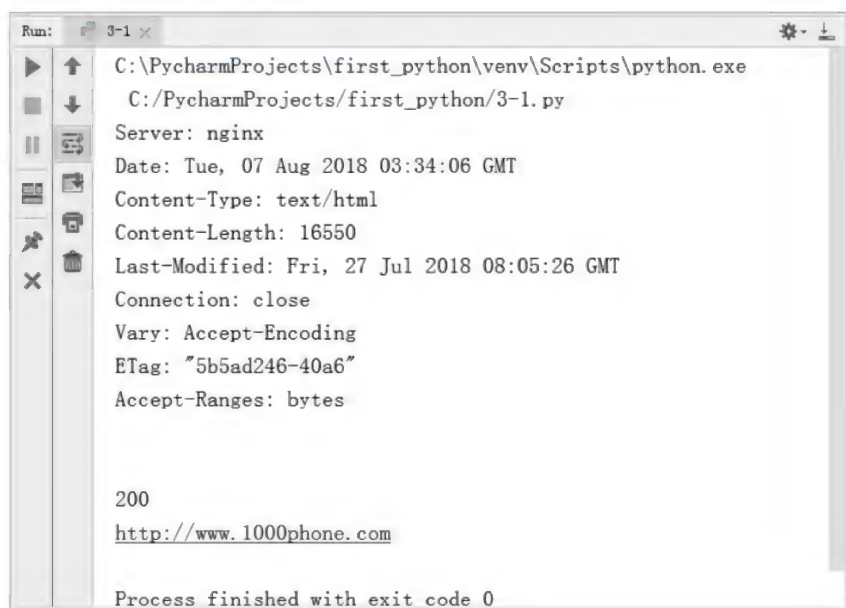 Run: 3-1
C:\PycharmProjects\first_python\venv\Scripts\python.exe
C:/PycharmProjects/first_python/3-1.py
Server: nginx
Date: Tue, 07 Aug 2018 03:34:06 GMT
Content-Type: text/html
Content-Length: 16550
Last-Modified: Fri, 27 Jul 2018 08:05:26 GMT
Connection: close
Vary: Accept-Encoding
ETag: "5b5ad246-40a6"
Accept-Ranges: bytes
200
http://www.1000phone.com
Process finished with exit code 0